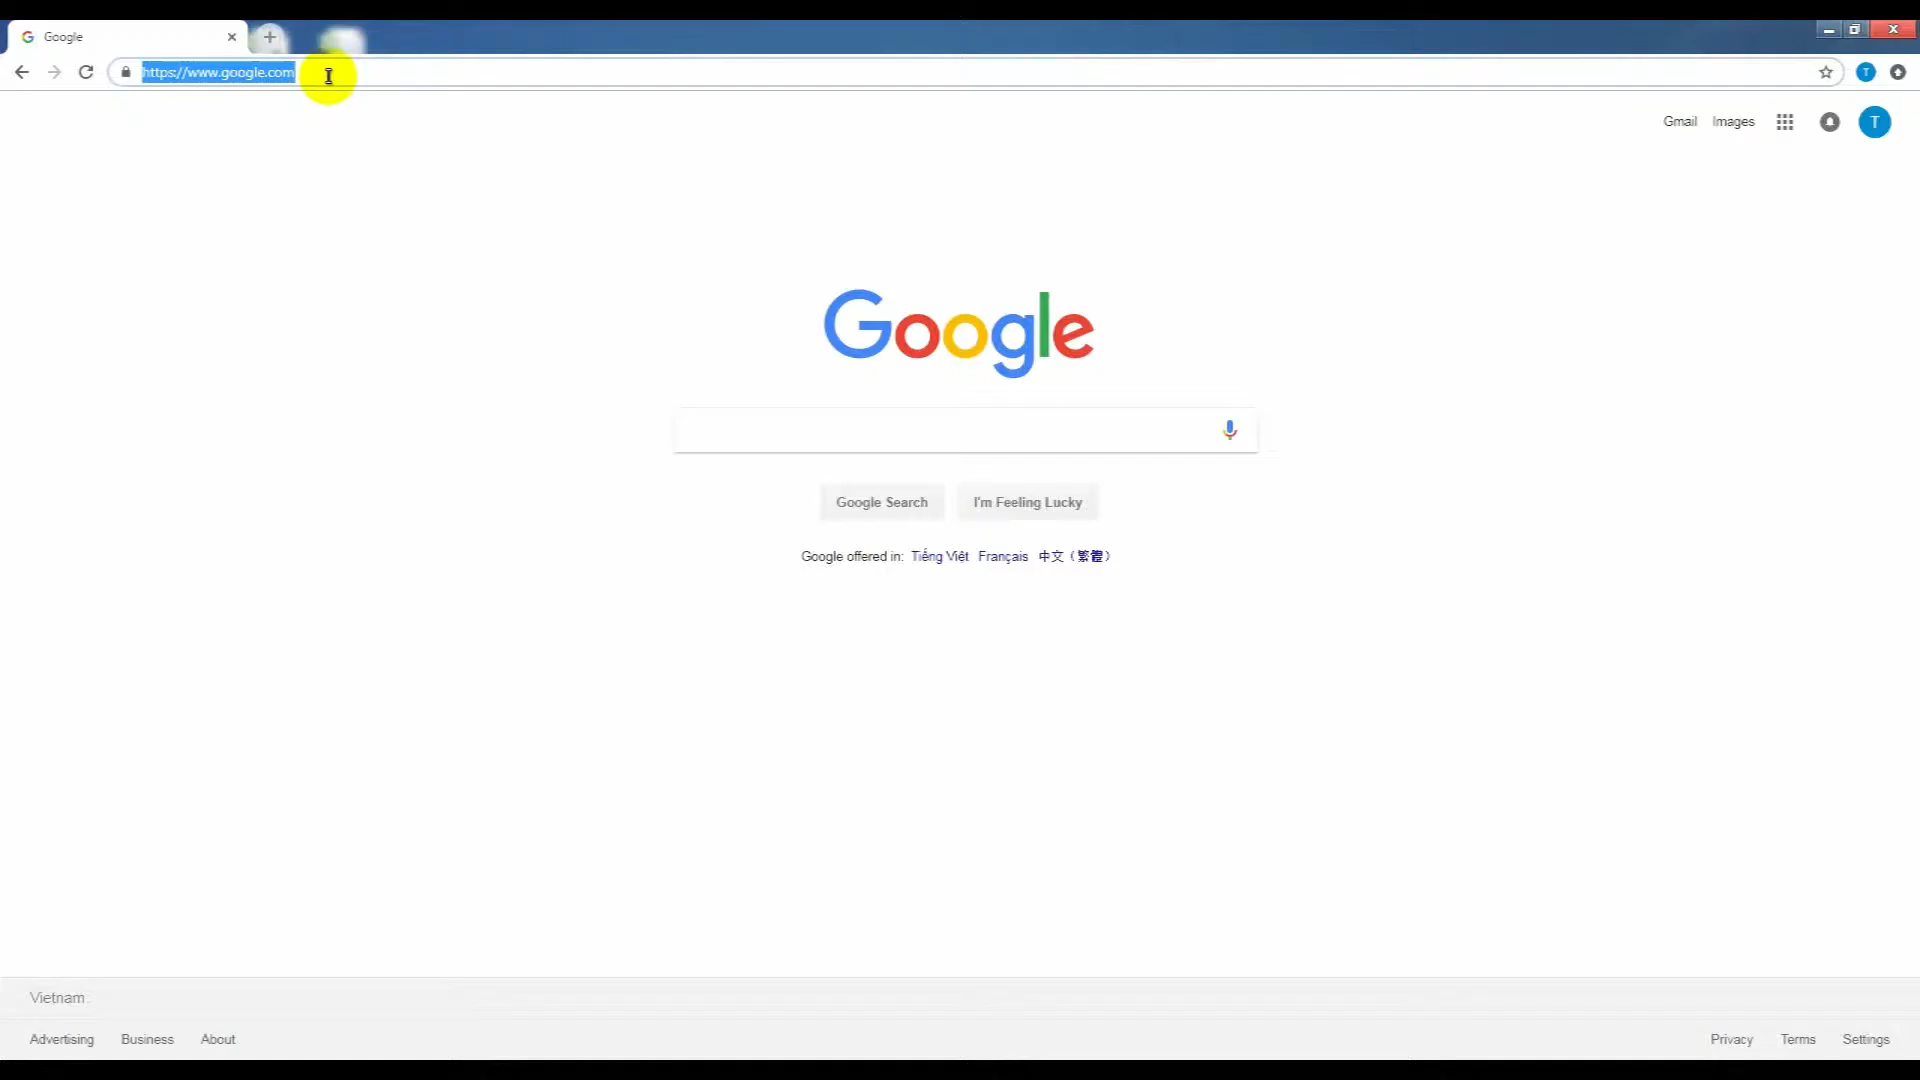 Google
https://www.google.com
T
Gmail Images
T
Google
Google Search I'm Feeling Lucky
Google offered in: Tiếng Việt Français 中文（繁體）
Vietnam
Advertising Business About Privacy Terms Settings